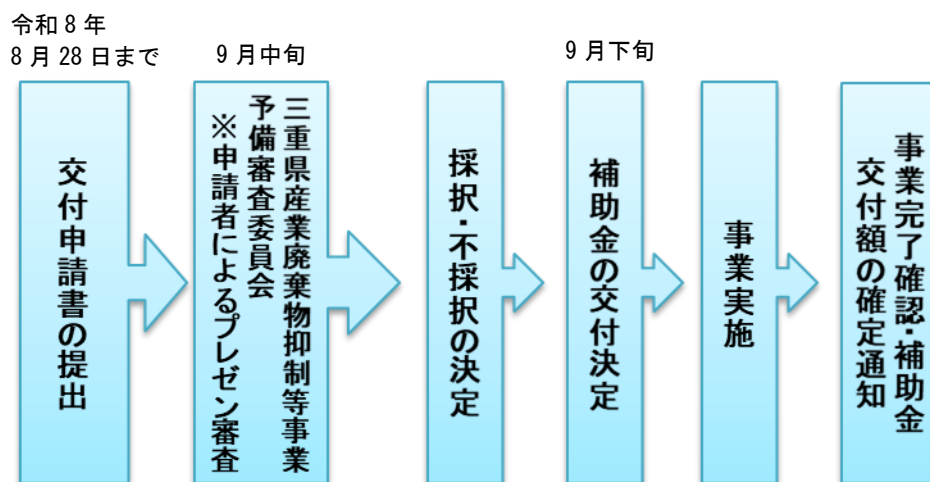 令和８年
８月28日まで
９月中旬
９月下旬
交付申請書の提出
三重県産業廃棄物抑制等事業
予備審査委員会
※申請者によるプレゼン審査
採択・不採択の決定
補助金の交付決定
事業実施
事業完了確認・補助金
交付額の確定通知